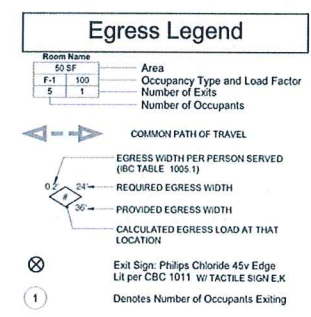 Egress Legend
Room Name
50 SF
Area
F-1 100
Occupancy Type and Load Factor
5 1
Number of Exits
Number of Occupants
COMMON PATH OF TRAVEL
EGRESS WIDTH PER PERSON SERVED
(IBC TABLE 1005.1)
0.2" 24"
REQUIRED EGRESS WIDTH
#
36"
PROVIDED EGRESS WIDTH
CALCULATED EGRESS LOAD AT THAT
LOCATION
Exit Sign: Philips Chloride 45v Edge
Lit per CBC 1011 W/ TACTILE SIGN E,K
1
Denotes Number of Occupants Exiting